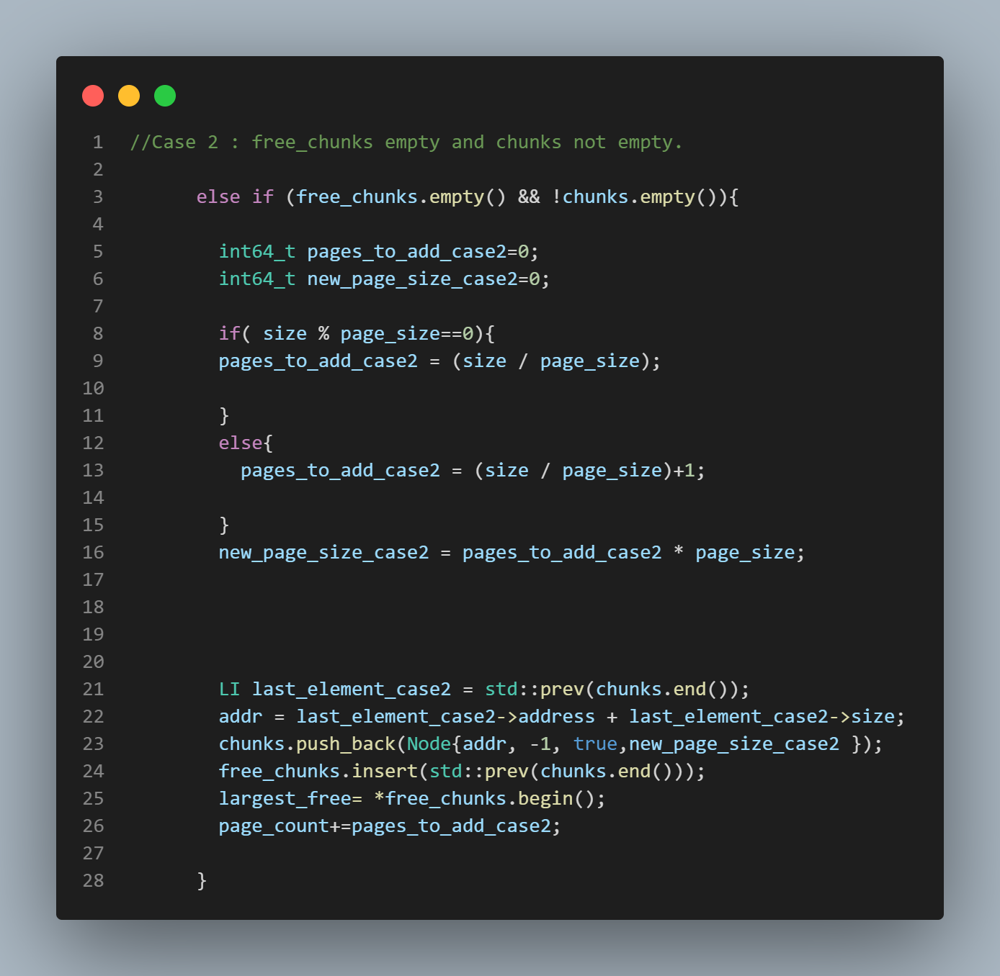 1 //Case 2 : free_chunks empty and chunks not empty.
2
3 else if (free_chunks.empty() && !chunks.empty()){
4
5 int64_t pages_to_add_case2=0;
6 int64_t new_page_size_case2=0;
7
8 if( size % page_size==0){
9 pages_to_add_case2 = (size / page_size);
10
11 }
12 else{
13 pages_to_add_case2 = (size / page_size)+1;
14
15 }
16 new_page_size_case2 = pages_to_add_case2 * page_size;
17
18
19
20
21 LI last_element_case2 = std::prev(chunks.end());
22 addr = last_element_case2->address + last_element_case2->size;
23 chunks.push_back(Node{addr, -1, true,new_page_size_case2 });
24 free_chunks.insert(std::prev(chunks.end()));
25 largest_free= *free_chunks.begin();
26 page_count+=pages_to_add_case2;
27
28 }